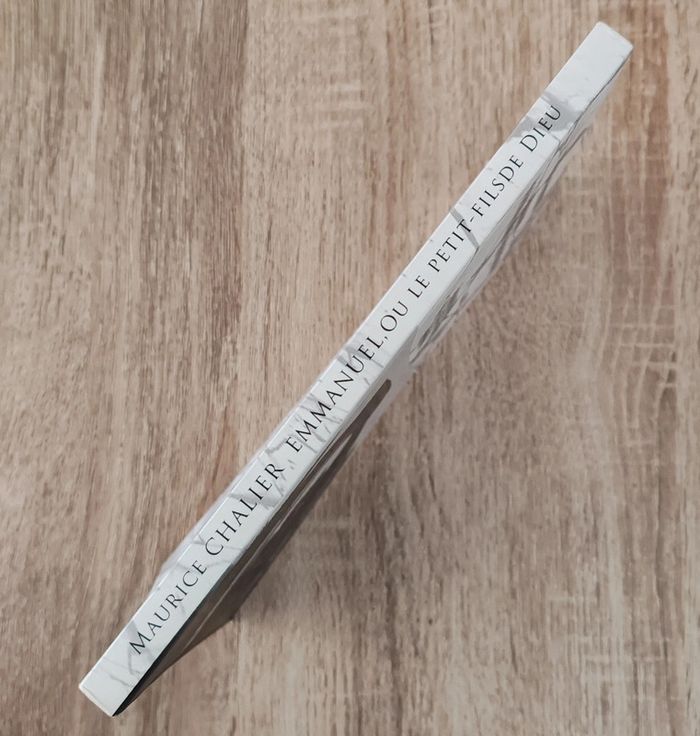 MAURICE CHALIER EMMANUEL, OU LE PETIT-FILSDE DIEU